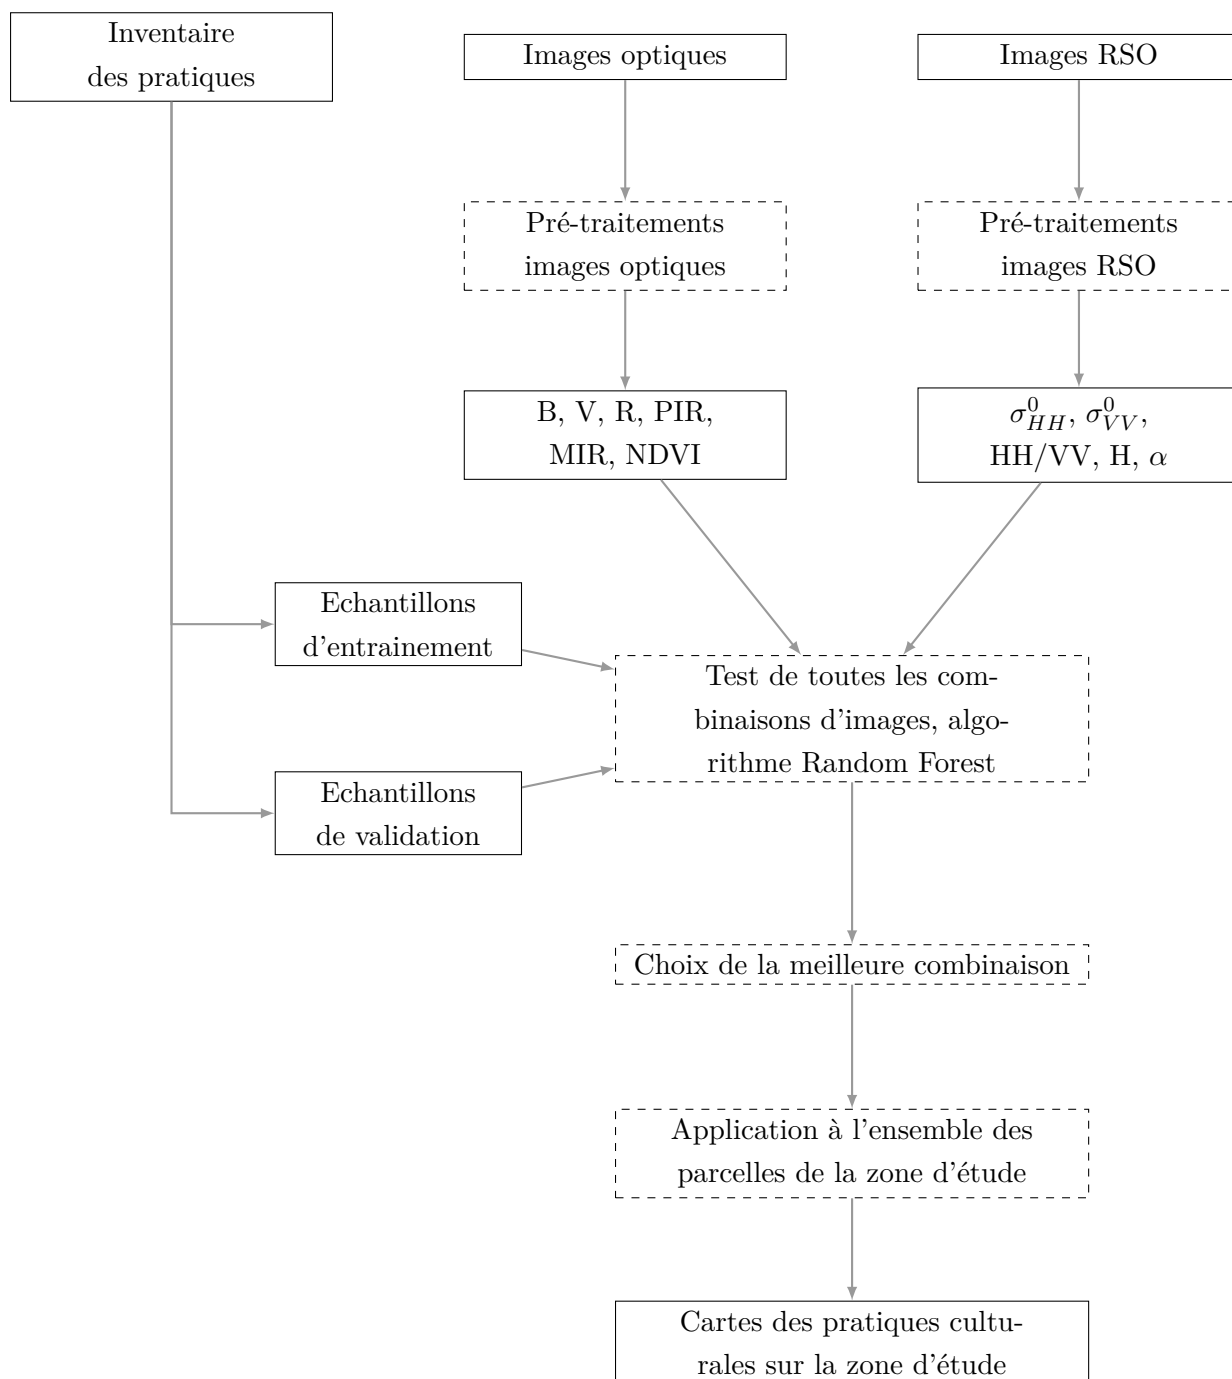 Inventaire
des pratiques
Images optiques
Images RSO
Pré-traitements
images optiques
Pré-traitements
images RSO
B, V, R, PIR,
MIR, NDVI
σ⁰_HH, σ⁰_VV,
HH/VV, H, α
Echantillons
d'entrainement
Test de toutes les com-
binaisons d'images, algo-
rithme Random Forest
Echantillons
de validation
Choix de la meilleure combinaison
Application à l'ensemble des
parcelles de la zone d'étude
Cartes des pratiques cultu-
rales sur la zone d'étude